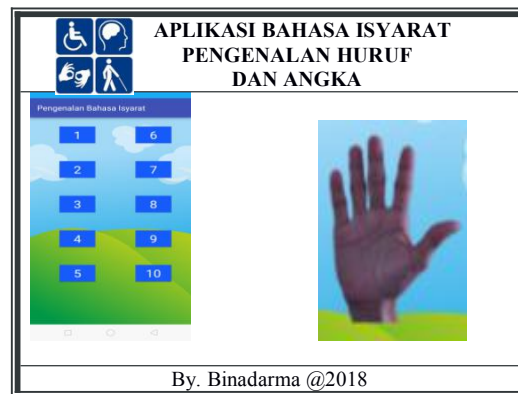 APLIKASI BAHASA ISYARAT
PENGENALAN HURUF
DAN ANGKA
Pengenalan Bahasa Isyarat
1 6
2 7
3 8
4 9
5 10
By. Binadarma @2018